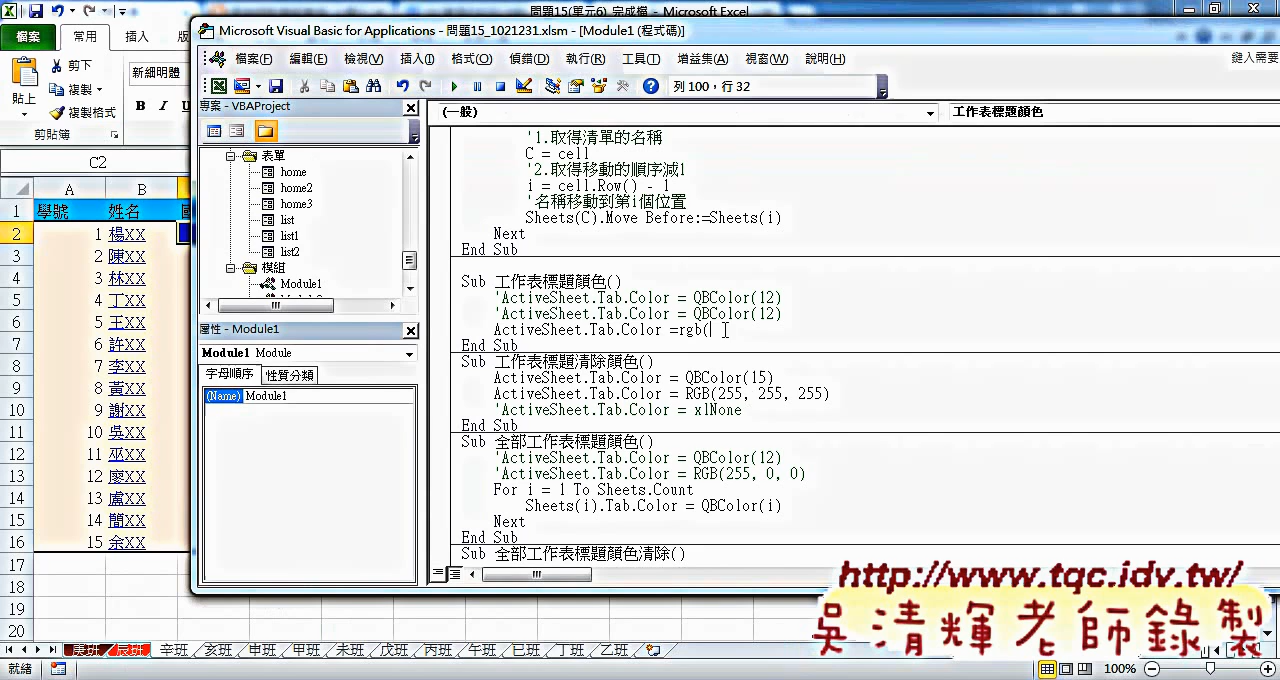 問題15(單元6)_完成檔 - Microsoft Excel
Microsoft Visual Basic for Applications - 問題15_1021231.xlsm - [Module1 (程式碼)]
檔案 常用 插入
檔案(F) 編輯(E) 檢視(V) 插入(I) 格式(O) 偵錯(D) 執行(R) 工具(T) 增益集(A) 視窗(W) 說明(H)
鍵入需要
貼上 剪下
複製
複製格式
剪貼簿
新細明體
B I U
列 100，行 32
專案 - VBAProject
(一般) 工作表標題顏色
表單
home
home2
home3
list
list1
list2
模組
Module1
屬性 - Module1
Module1 Module
字母順序 性質分類
(Name) Module1
'1.取得清單的名稱
C = cell
'2.取得移動的順序減1
i = cell.Row() - 1
'名稱移動到第i個位置
Sheets(C).Move Before:=Sheets(i)
Next
End Sub
Sub 工作表標題顏色()
'ActiveSheet.Tab.Color = QBColor(12)
'ActiveSheet.Tab.Color = QBColor(12)
ActiveSheet.Tab.Color =rgb(
End Sub
Sub 工作表標題清除顏色()
ActiveSheet.Tab.Color = QBColor(15)
ActiveSheet.Tab.Color = RGB(255, 255, 255)
'ActiveSheet.Tab.Color = xlNone
End Sub
Sub 全部工作表標題顏色()
'ActiveSheet.Tab.Color = QBColor(12)
'ActiveSheet.Tab.Color = RGB(255, 0, 0)
For i = 1 To Sheets.Count
Sheets(i).Tab.Color = QBColor(i)
Next
End Sub
Sub 全部工作表標題顏色清除()
C2
A B
1 學號 姓名
2 1 楊XX
3 2 陳XX
4 3 林XX
5 4 丁XX
6 5 王XX
7 6 許XX
8 7 李XX
9 8 黃XX
10 9 謝XX
11 10 吳XX
12 11 巫XX
13 12 廖XX
14 13 盧XX
15 14 簡XX
16 15 余XX
17
18
19
20
http://www.tqc.idv.tw/
吳清輝老師錄製
辰班 辛班 亥班 申班 甲班 未班 戊班 丙班 午班 巳班 丁班 乙班
就緒 100%